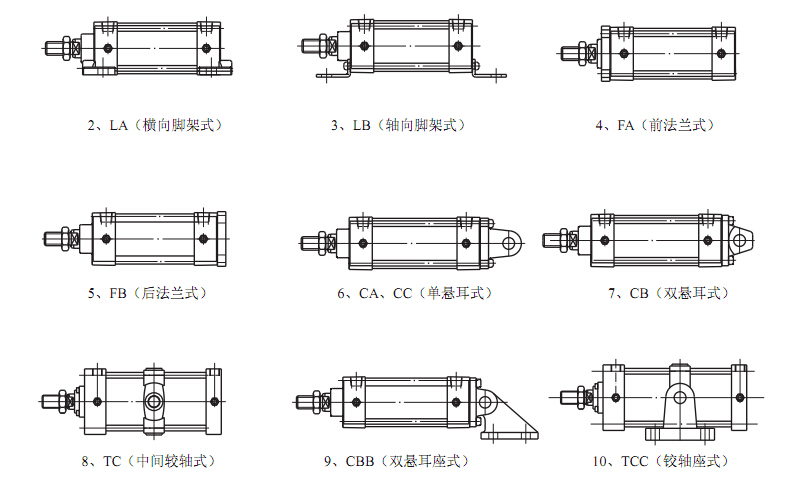 2、LA（横向脚架式）
3、LB（轴向脚架式）
4、FA（前法兰式）
5、FB（后法兰式）
6、CA、CC（单悬耳式）
7、CB（双悬耳式）
8、TC（中间较轴式）
9、CBB（双悬耳座式）
10、TCC（铰轴座式）